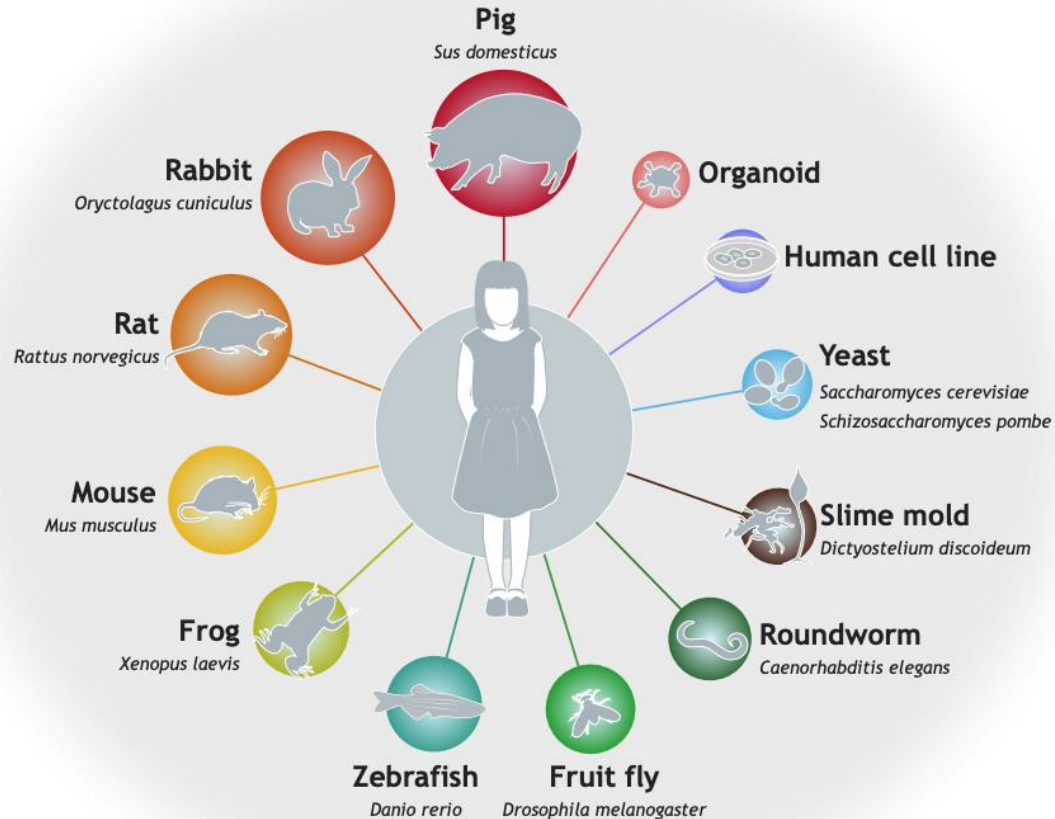 Pig
Sus domesticus
Organoid
Rabbit
Oryctolagus cuniculus
Human cell line
Rat
Rattus norvegicus
Yeast
Saccharomyces cerevisiae
Schizosaccharomyces pombe
Mouse
Mus musculus
Slime mold
Dictyostelium discoideum
Frog
Xenopus laevis
Roundworm
Caenorhabditis elegans
Zebrafish
Danio rerio
Fruit fly
Drosophila melanogaster